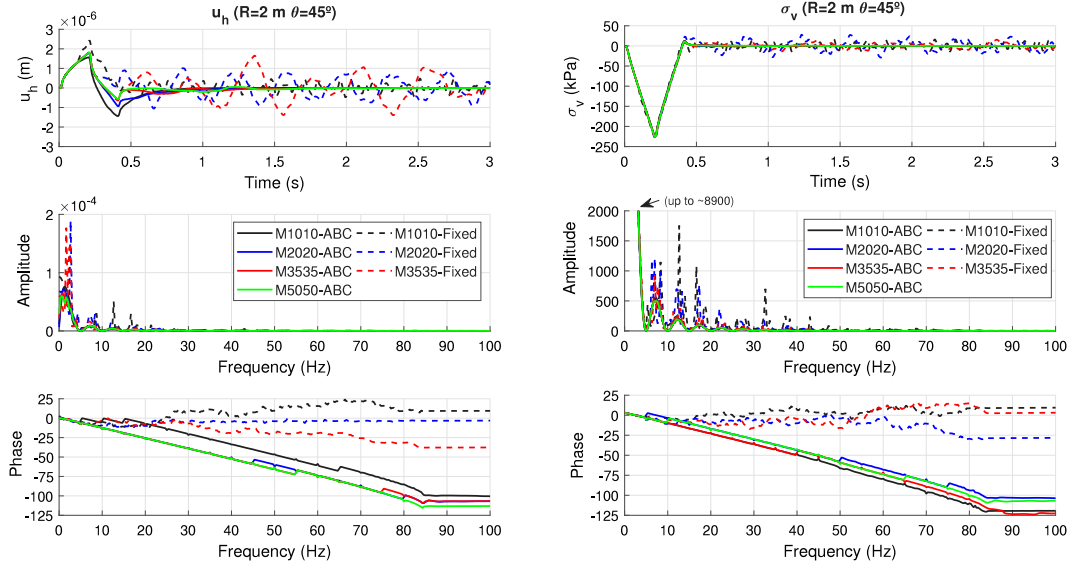 u_h (R=2 m θ=45º)
×10⁻⁶
3
2
1
0
-1
-2
-3
u_h (m)
0 0.5 1 1.5 2 2.5 3
Time (s)
σ_v (R=2 m θ=45º)
50
0
-50
-100
-150
-200
-250
σ_v (kPa)
0 0.5 1 1.5 2 2.5 3
Time (s)
×10⁻⁴
2
1
0
Amplitude
M1010-ABC M1010-Fixed
M2020-ABC M2020-Fixed
M3535-ABC M3535-Fixed
M5050-ABC
0 10 20 30 40 50 60 70 80 90 100
Frequency (Hz)
(up to ~8900)
2000
1500
1000
500
0
Amplitude
M1010-ABC M1010-Fixed
M2020-ABC M2020-Fixed
M3535-ABC M3535-Fixed
M5050-ABC
0 10 20 30 40 50 60 70 80 90 100
Frequency (Hz)
25
0
-25
-50
-75
-100
-125
Phase
0 10 20 30 40 50 60 70 80 90 100
Frequency (Hz)
25
0
-25
-50
-75
-100
-125
Phase
0 10 20 30 40 50 60 70 80 90 100
Frequency (Hz)